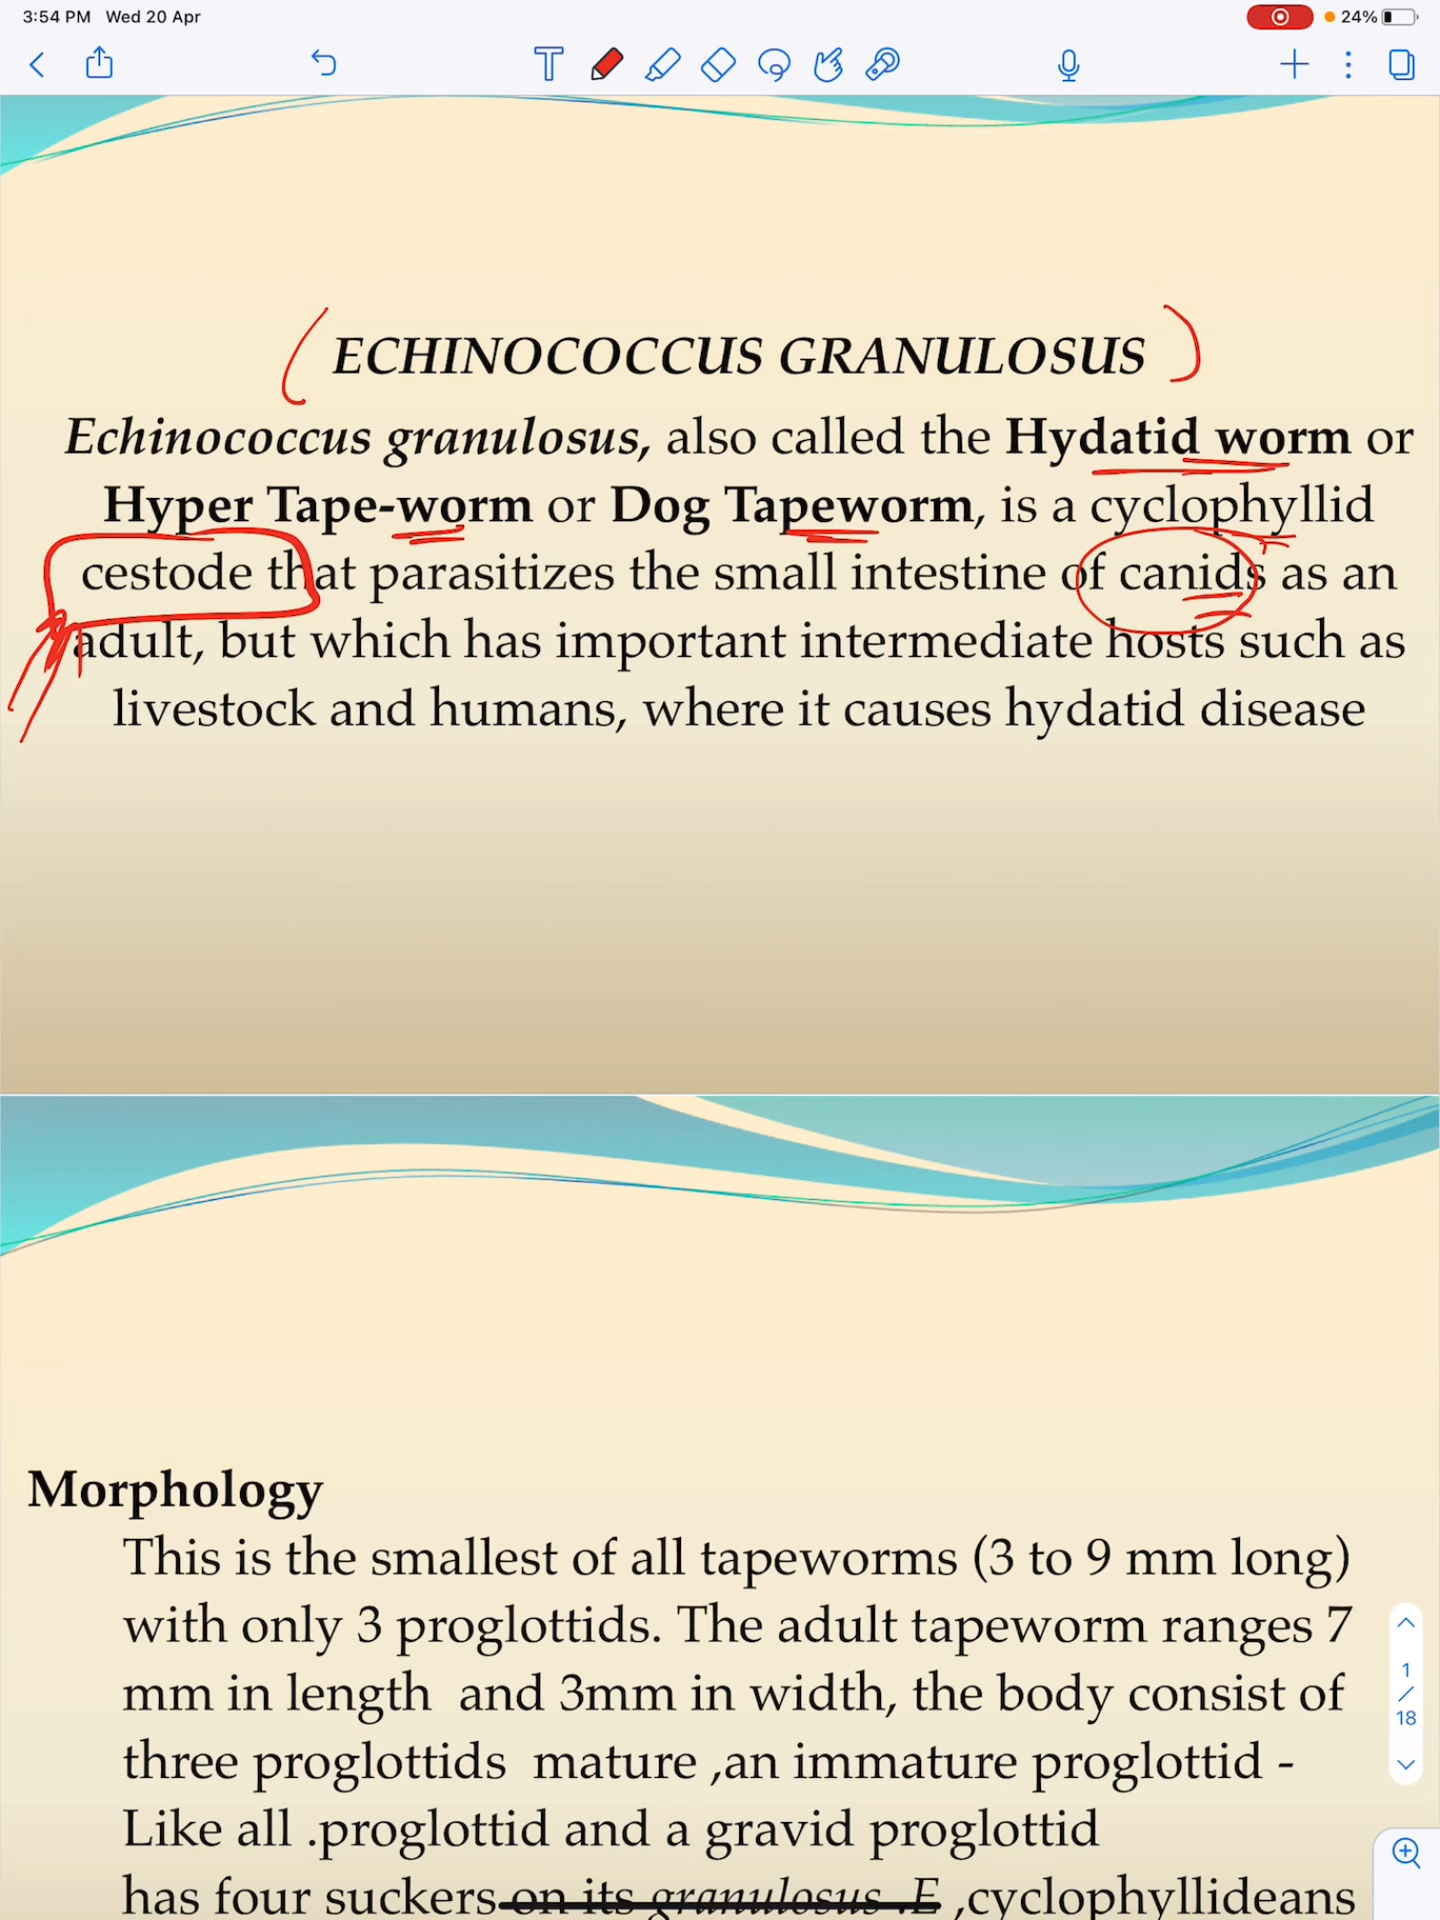 3:54 PM Wed 20 Apr
24%
ECHINOCOCCUS GRANULOSUS
Echinococcus granulosus, also called the Hydatid worm or
Hyper Tape-worm or Dog Tapeworm, is a cyclophyllid
cestode that parasitizes the small intestine of canids as an
adult, but which has important intermediate hosts such as
livestock and humans, where it causes hydatid disease
Morphology
This is the smallest of all tapeworms (3 to 9 mm long)
with only 3 proglottids. The adult tapeworm ranges 7
mm in length and 3mm in width, the body consist of
three proglottids mature ,an immature proglottid -
Like all .proglottid and a gravid proglottid
has four suckers on its granulosus .E ,cyclophyllideans
1
/
18